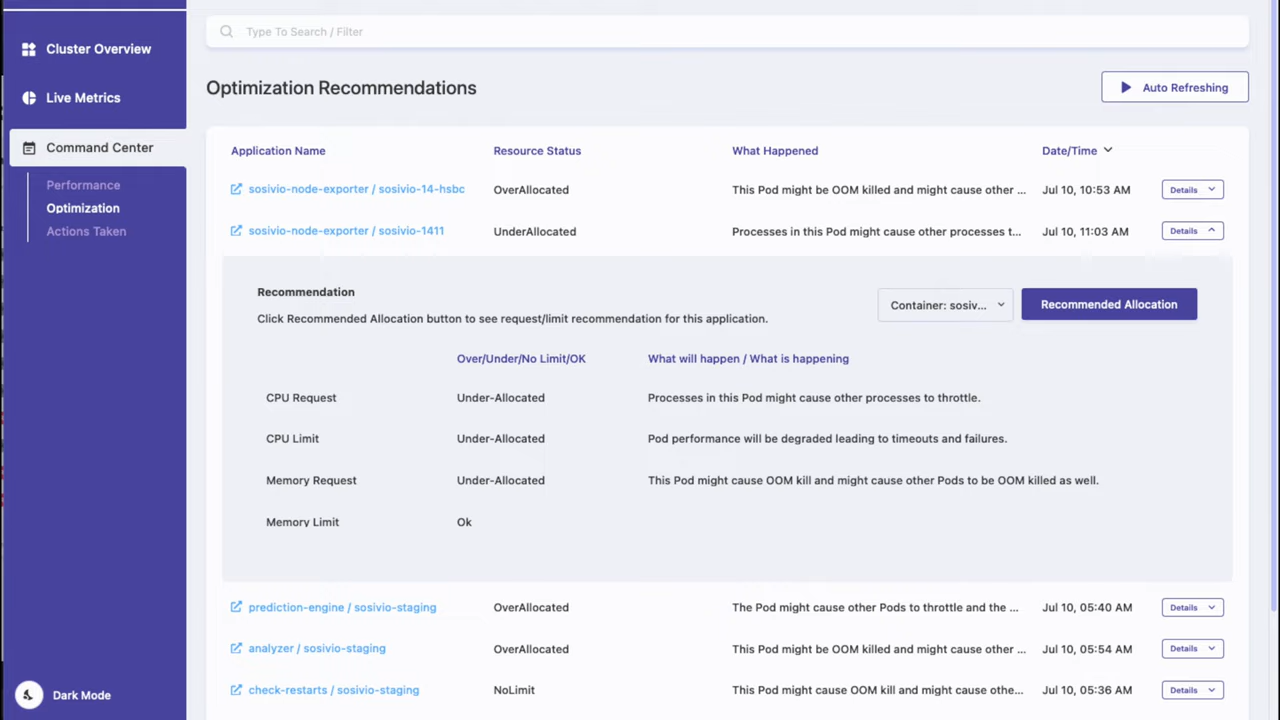 Type To Search / Filter
Cluster Overview
Live Metrics
Command Center
Performance
Optimization
Actions Taken
Dark Mode
Optimization Recommendations
Auto Refreshing
Application Name Resource Status What Happened Date/Time
sosivio-node-exporter / sosivio-14-hsbc OverAllocated This Pod might be OOM killed and might cause other ... Jul 10, 10:53 AM Details
sosivio-node-exporter / sosivio-1411 UnderAllocated Processes in this Pod might cause other processes t... Jul 10, 11:03 AM Details
Recommendation
Click Recommended Allocation button to see request/limit recommendation for this application.
Container: sosiv... Recommended Allocation
Over/Under/No Limit/OK What will happen / What is happening
CPU Request Under-Allocated Processes in this Pod might cause other processes to throttle.
CPU Limit Under-Allocated Pod performance will be degraded leading to timeouts and failures.
Memory Request Under-Allocated This Pod might cause OOM kill and might cause other Pods to be OOM killed as well.
Memory Limit Ok
prediction-engine / sosivio-staging OverAllocated The Pod might cause other Pods to throttle and the ... Jul 10, 05:40 AM Details
analyzer / sosivio-staging OverAllocated This Pod might be OOM killed and might cause other ... Jul 10, 05:54 AM Details
check-restarts / sosivio-staging NoLimit This Pod might cause OOM kill and might cause othe... Jul 10, 05:36 AM Details